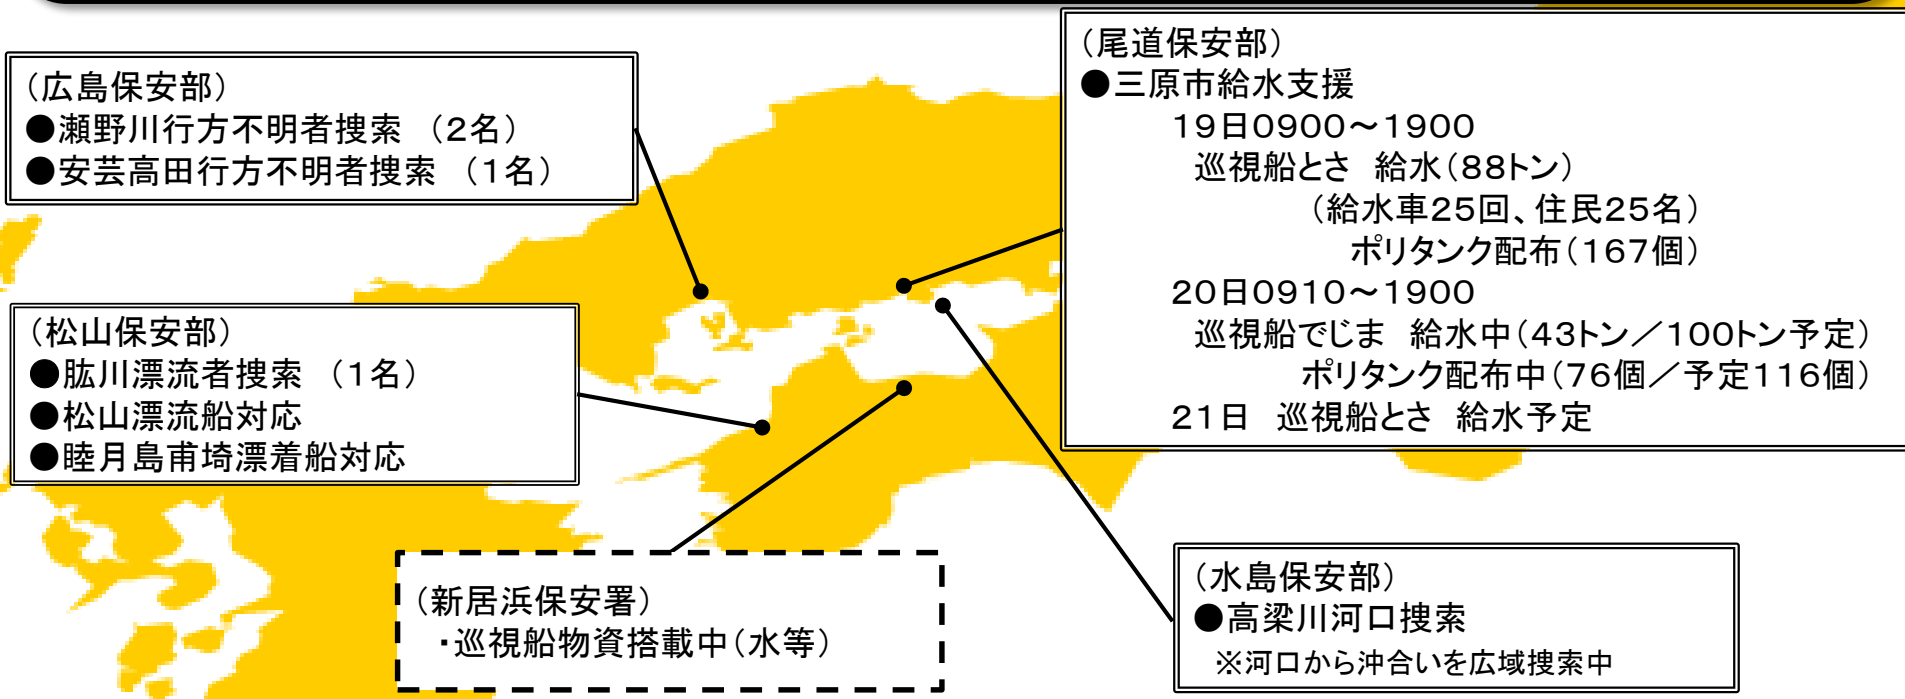 （広島保安部）
●瀬野川行方不明者捜索　（２名）
●安芸高田行方不明者捜索　（１名）
（尾道保安部）
●三原市給水支援
１９日０９００～１９００
巡視船とさ　給水（８８トン）
（給水車２５回、住民２５名）
ポリタンク配布（１６７個）
２０日０９１０～１９００
巡視船でじま　給水中（４３トン／１００トン予定）
ポリタンク配布中（７６個／予定１１６個）
２１日　巡視船とさ　給水予定
（松山保安部）
●肱川漂流者捜索　（１名）
●松山漂流船対応
●睦月島甫埼漂着船対応
（新居浜保安署）
・巡視船物資搭載中（水等）
（水島保安部）
●高梁川河口捜索
※河口から沖合いを広域捜索中